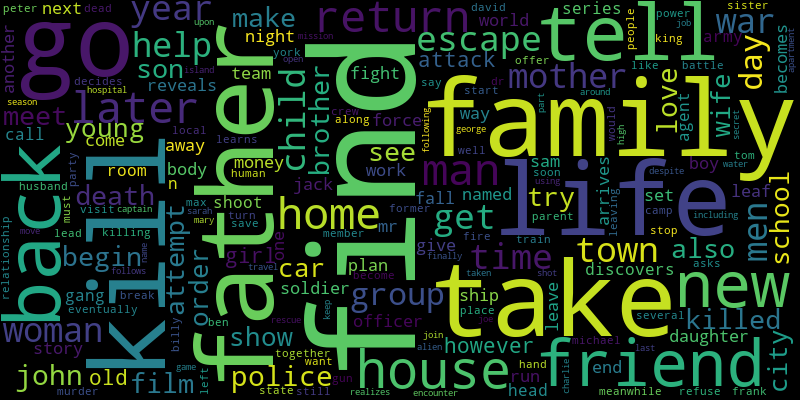 peter
dead
next
year
upon
david
return
series
people
power
job
sister
another
go
decides
help
make
night
world
york
mission
escape
tell
king
war
army
like
battle
hospital
island
open
attack
offer
dr
say
start
around
day
becomes
apartment
season
son
reveals
team
fight
mother
love
agent
wife
later
father
child
brother
find
family
way
part
following
george
well
would
high
secret
meet
local
crew
along
force
call
young
come
away
learns
see
man
sam
soon
using
boy
tom
water
despite
party
room
body
money
human
work
life
arrives
leaving
n
husband
death
max
jack
fall
named
set
leaf
must
visit
captain
sarah
shoot
mary
turn
save
home
former
get
try
parent
camp
including
back
kill
killing
lead
relationship
move
name
attempt
order
girl
one
member
mr
give
fire
finally
time
train
town
stop
men
school
begin
follows
travel
car
plan
become
soldier
taken
shot
also
discovers
asks
gang
break
eventually
rescue
keep
group
ship
place
leave
take
new
several
killed
woman
billy
ben
show
officer
join
alien
however
michael
daughter
city
story
together
want
house
hand
run
charlie
friend
end
last
john
old
film
game
left
police
state
still
gun
head
meanwhile
refuse
frank
murder
realizes
encounter
joe